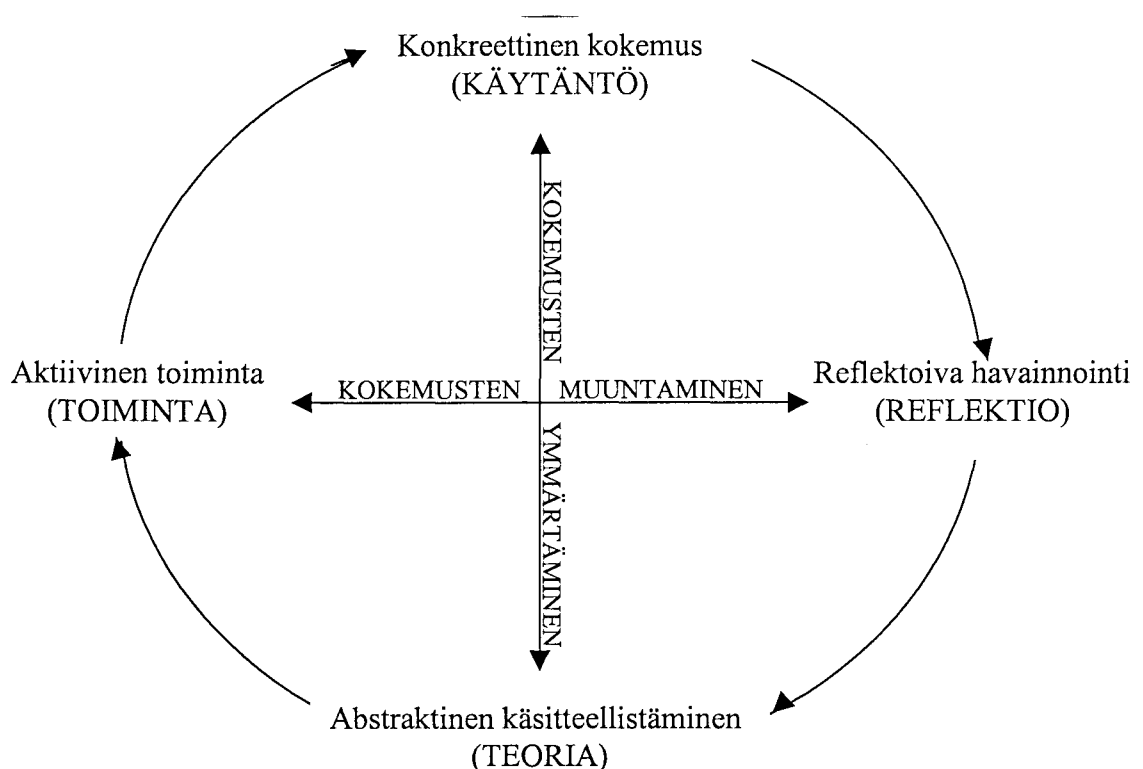 Konkreettinen kokemus
(KÄYTÄNTÖ)
KOKEMUSTEN
Aktiivinen toiminta
(TOIMINTA)
KOKEMUSTEN MUUNTAMINEN
Reflektoiva havainnointi
(REFLEKTIO)
YMMÄRTÄMINEN
Abstraktinen käsitteellistäminen
(TEORIA)